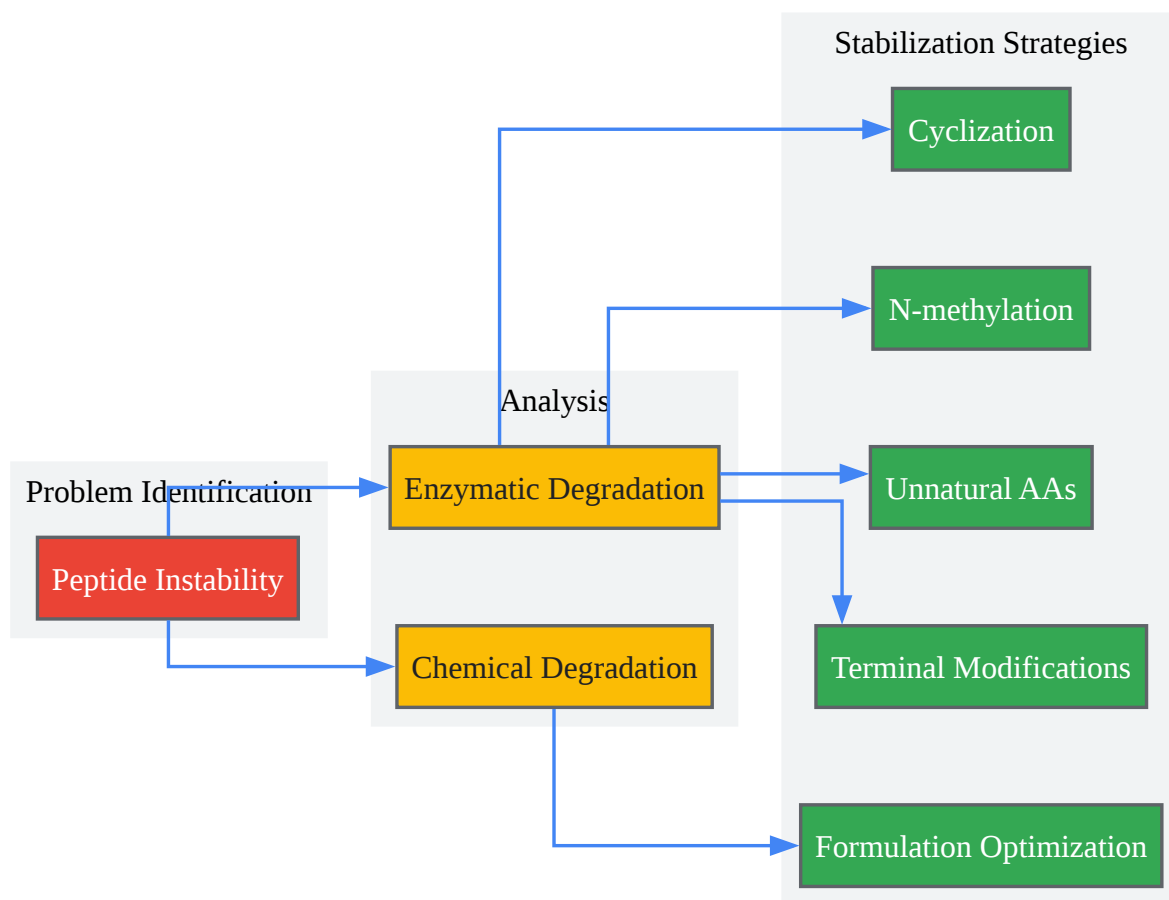 Stabilization Strategies
Cyclization
N-methylation
Analysis
Enzymatic Degradation
Unnatural AAs
Problem Identification
Peptide Instability
Chemical Degradation
Terminal Modifications
Formulation Optimization